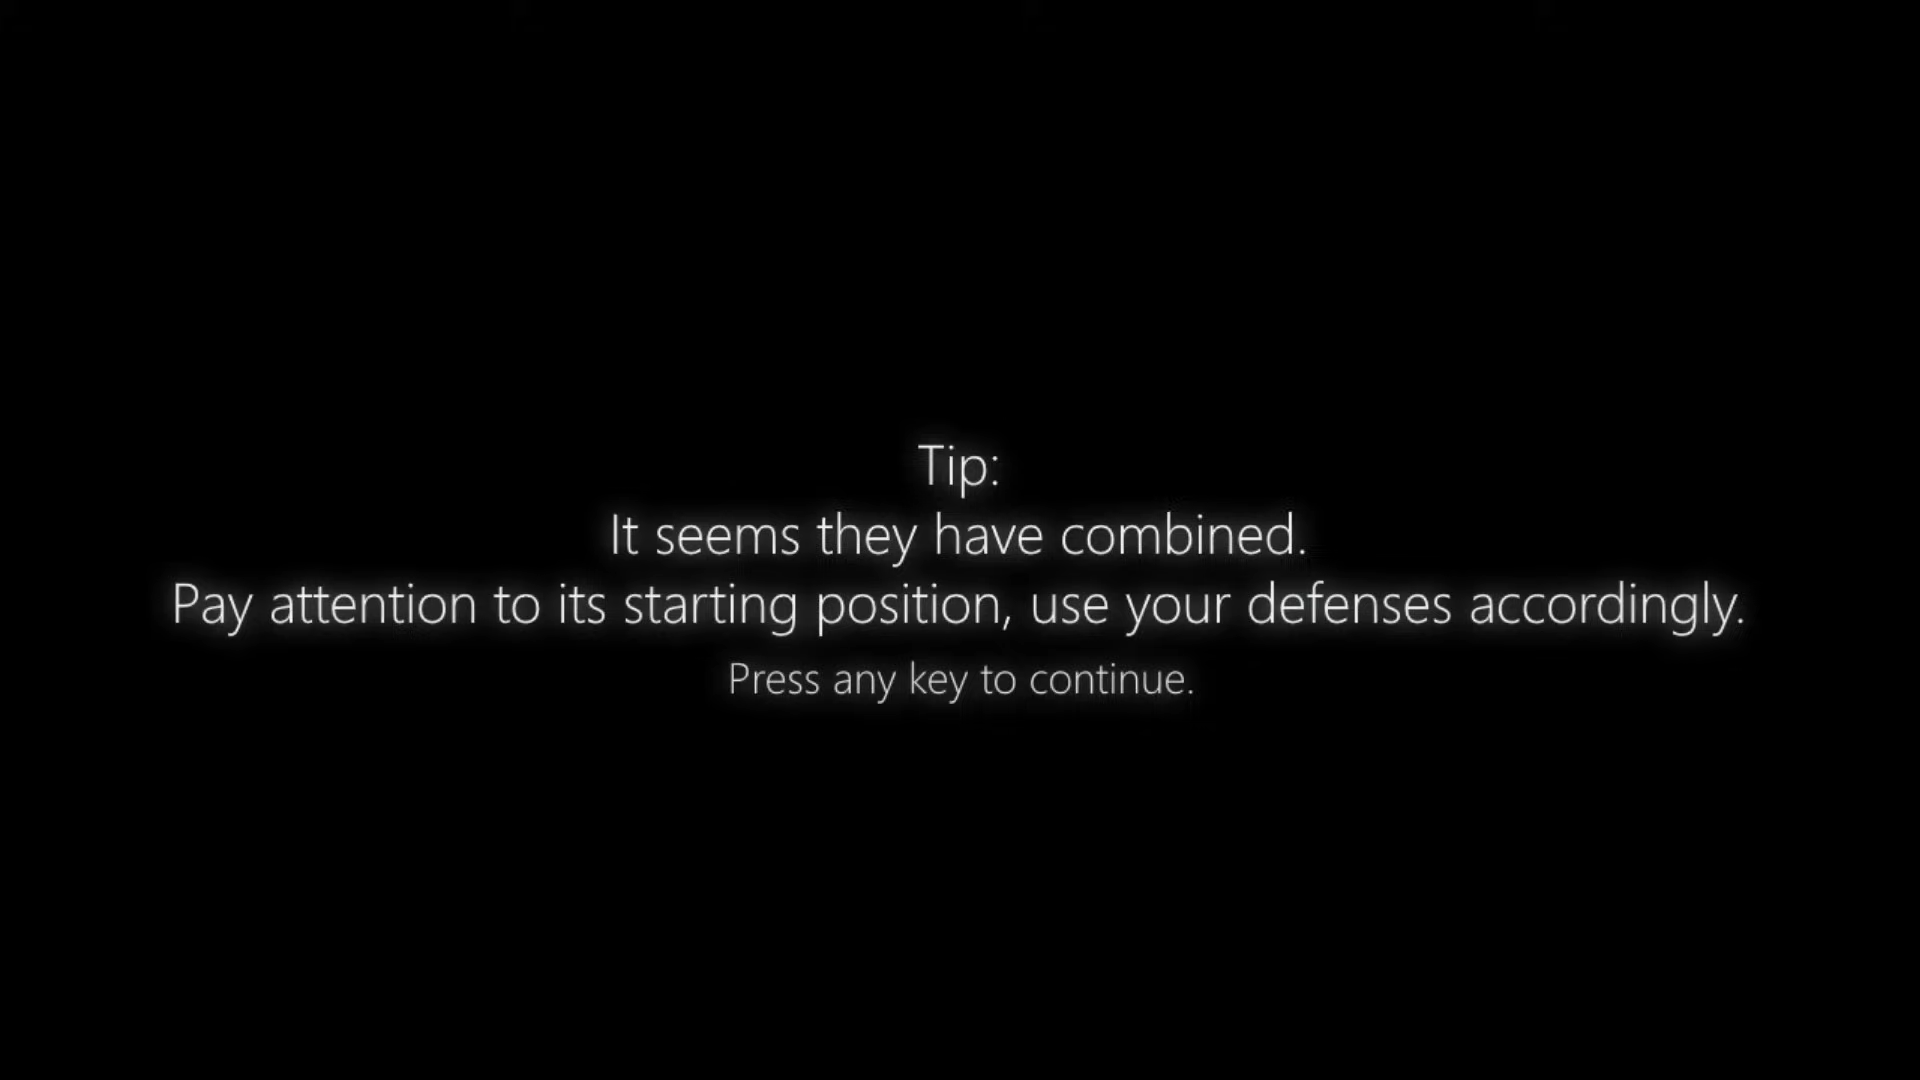 Tip:
It seems they have combined.
Pay attention to its starting position, use your defenses accordingly.
Press any key to continue.